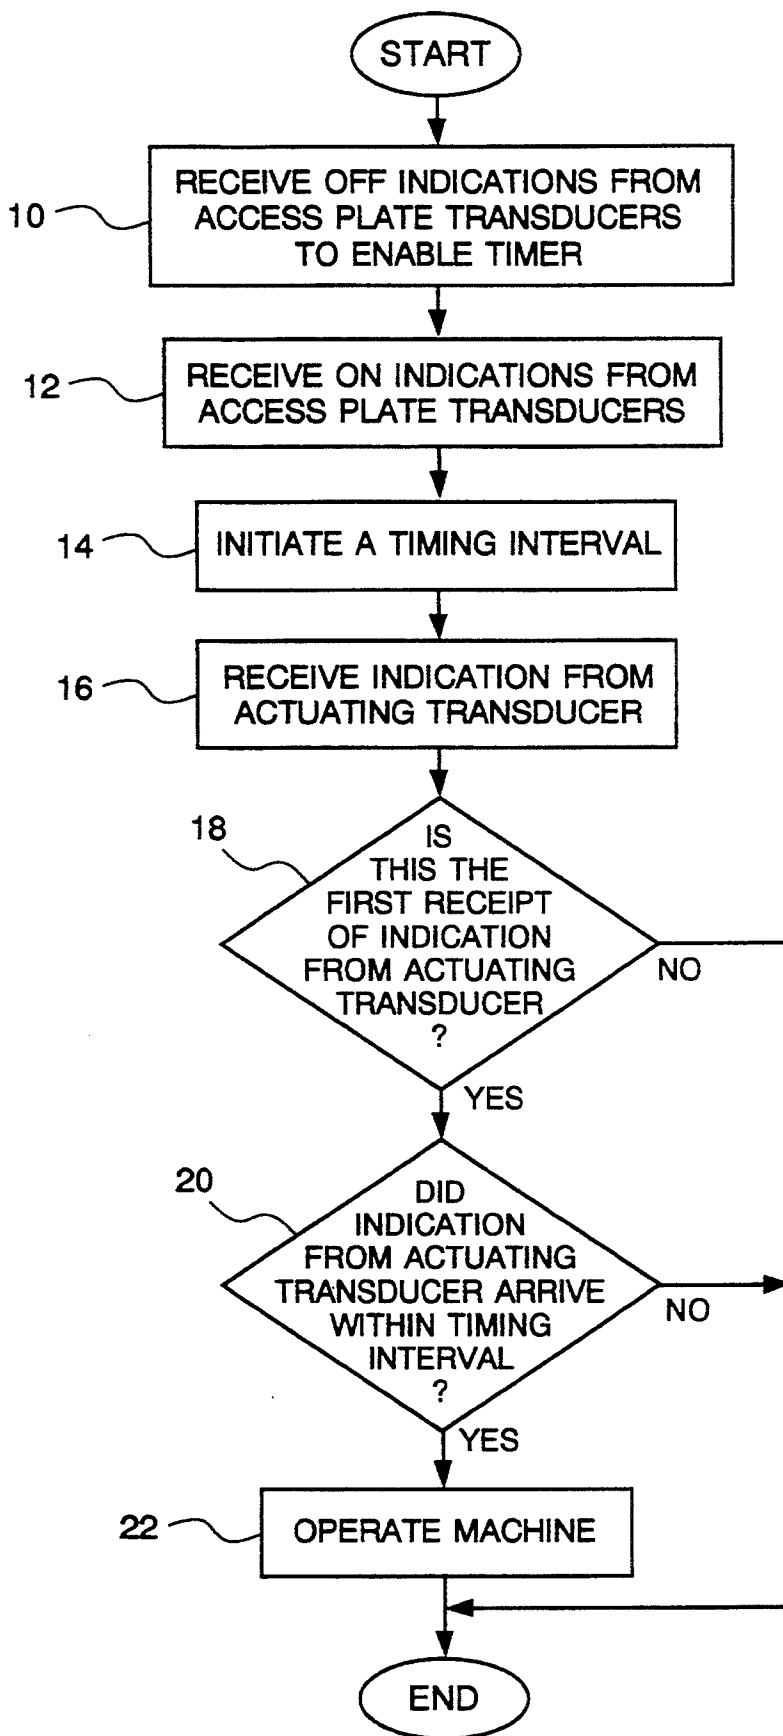 START
10
RECEIVE OFF INDICATIONS FROM
ACCESS PLATE TRANSDUCERS
TO ENABLE TIMER
12
RECEIVE ON INDICATIONS FROM
ACCESS PLATE TRANSDUCERS
14
INITIATE A TIMING INTERVAL
16
RECEIVE INDICATION FROM
ACTUATING TRANSDUCER
18
IS
THIS THE
FIRST RECEIPT
OF INDICATION
FROM ACTUATING
TRANSDUCER
?
NO
YES
20
DID
INDICATION
FROM ACTUATING
TRANSDUCER ARRIVE
WITHIN TIMING
INTERVAL
?
NO
YES
22
OPERATE MACHINE
END